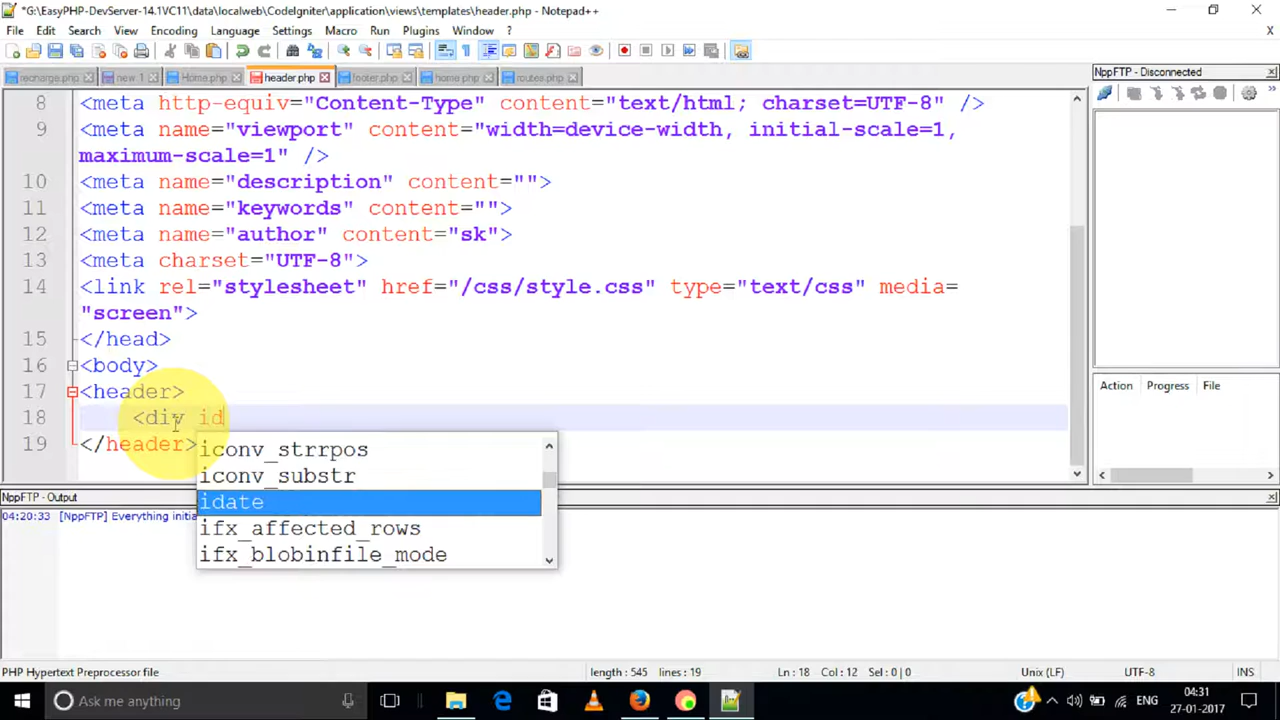 *G:\EasyPHP-DevServer-14.1VC11\data\localweb\CodeIgniter\application\views\templates\header.php - Notepad++
File Edit Search View Encoding Language Settings Macro Run Plugins Window ?
X
recharge.php new 1 Home.php header.php footer.php home.php routes.php
NppFTP - Disconnected
8 <meta http-equiv="Content-Type" content="text/html; charset=UTF-8" />
9 <meta name="viewport" content="width=device-width, initial-scale=1,
maximum-scale=1" />
10 <meta name="description" content="">
11 <meta name="keywords" content="">
12 <meta name="author" content="sk">
13 <meta charset="UTF-8">
14 <link rel="stylesheet" href="/css/style.css" type="text/css" media=
"screen">
15 </head>
16 <body>
17 <header>
18 <div id
19 </header>
iconv_strrpos
iconv_substr
idate
ifx_affected_rows
ifx_blobinfile_mode
Action Progress File
NppFTP - Output
04:20:33 [NppFTP] Everything initia
PHP Hypertext Preprocessor file length : 545 lines : 19 Ln : 18 Col : 12 Sel : 0 | 0 Unix (LF) UTF-8 INS
Ask me anything
ENG
04:31
27-01-2017